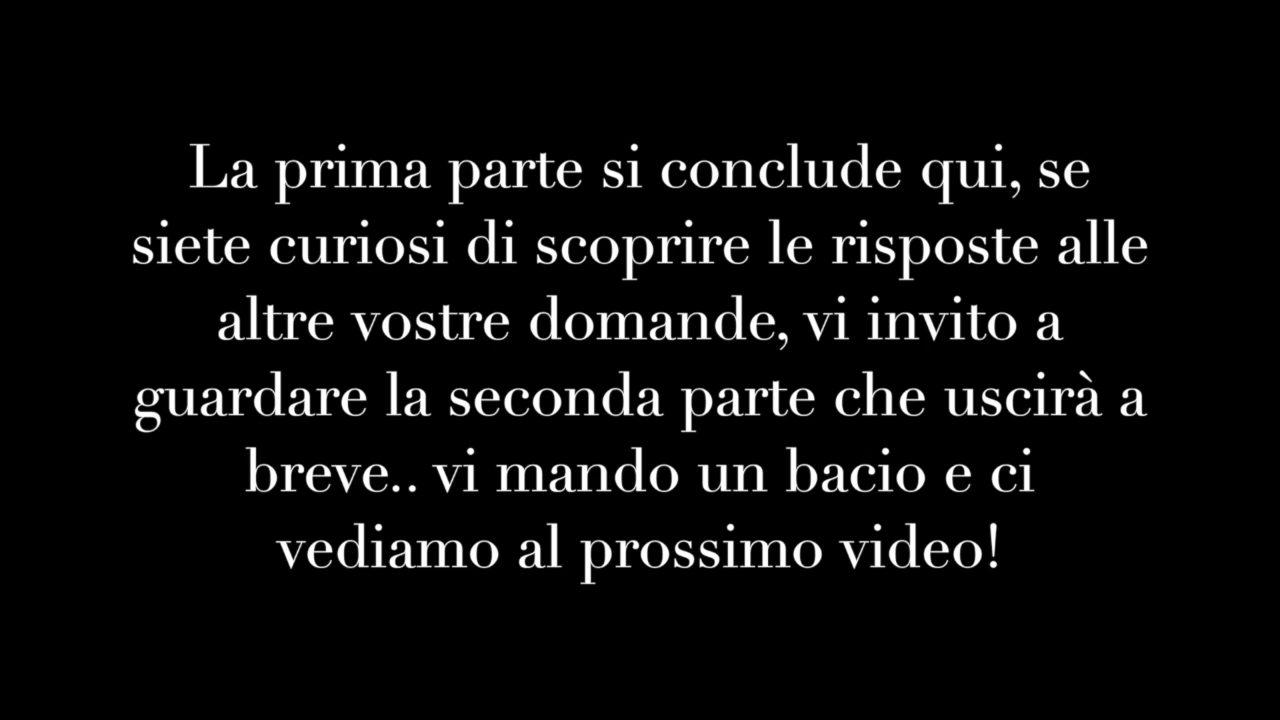 La prima parte si conclude qui, se
siete curiosi di scoprire le risposte alle
altre vostre domande, vi invito a
guardare la seconda parte che uscirà a
breve.. vi mando un bacio e ci
vediamo al prossimo video!